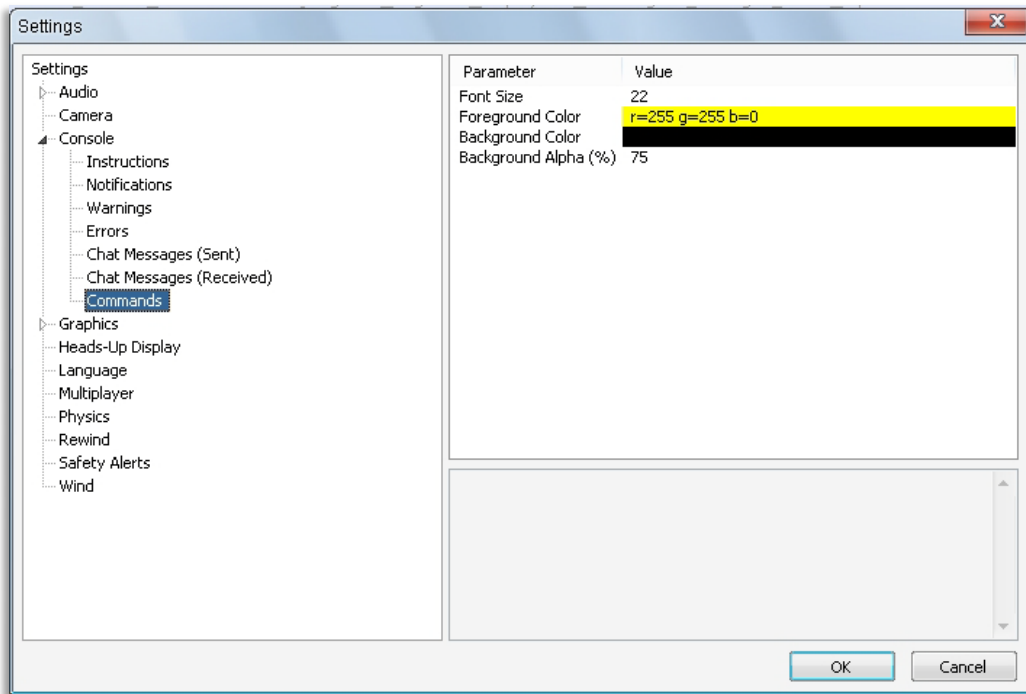 Settings
Settings
Audio
Camera
Console
Instructions
Notifications
Warnings
Errors
Chat Messages (Sent)
Chat Messages (Received)
Commands
Graphics
Heads-Up Display
Language
Multiplayer
Physics
Rewind
Safety Alerts
Wind
Parameter Value
Font Size 22
Foreground Color r=255 g=255 b=0
Background Color
Background Alpha (%) 75
OK Cancel